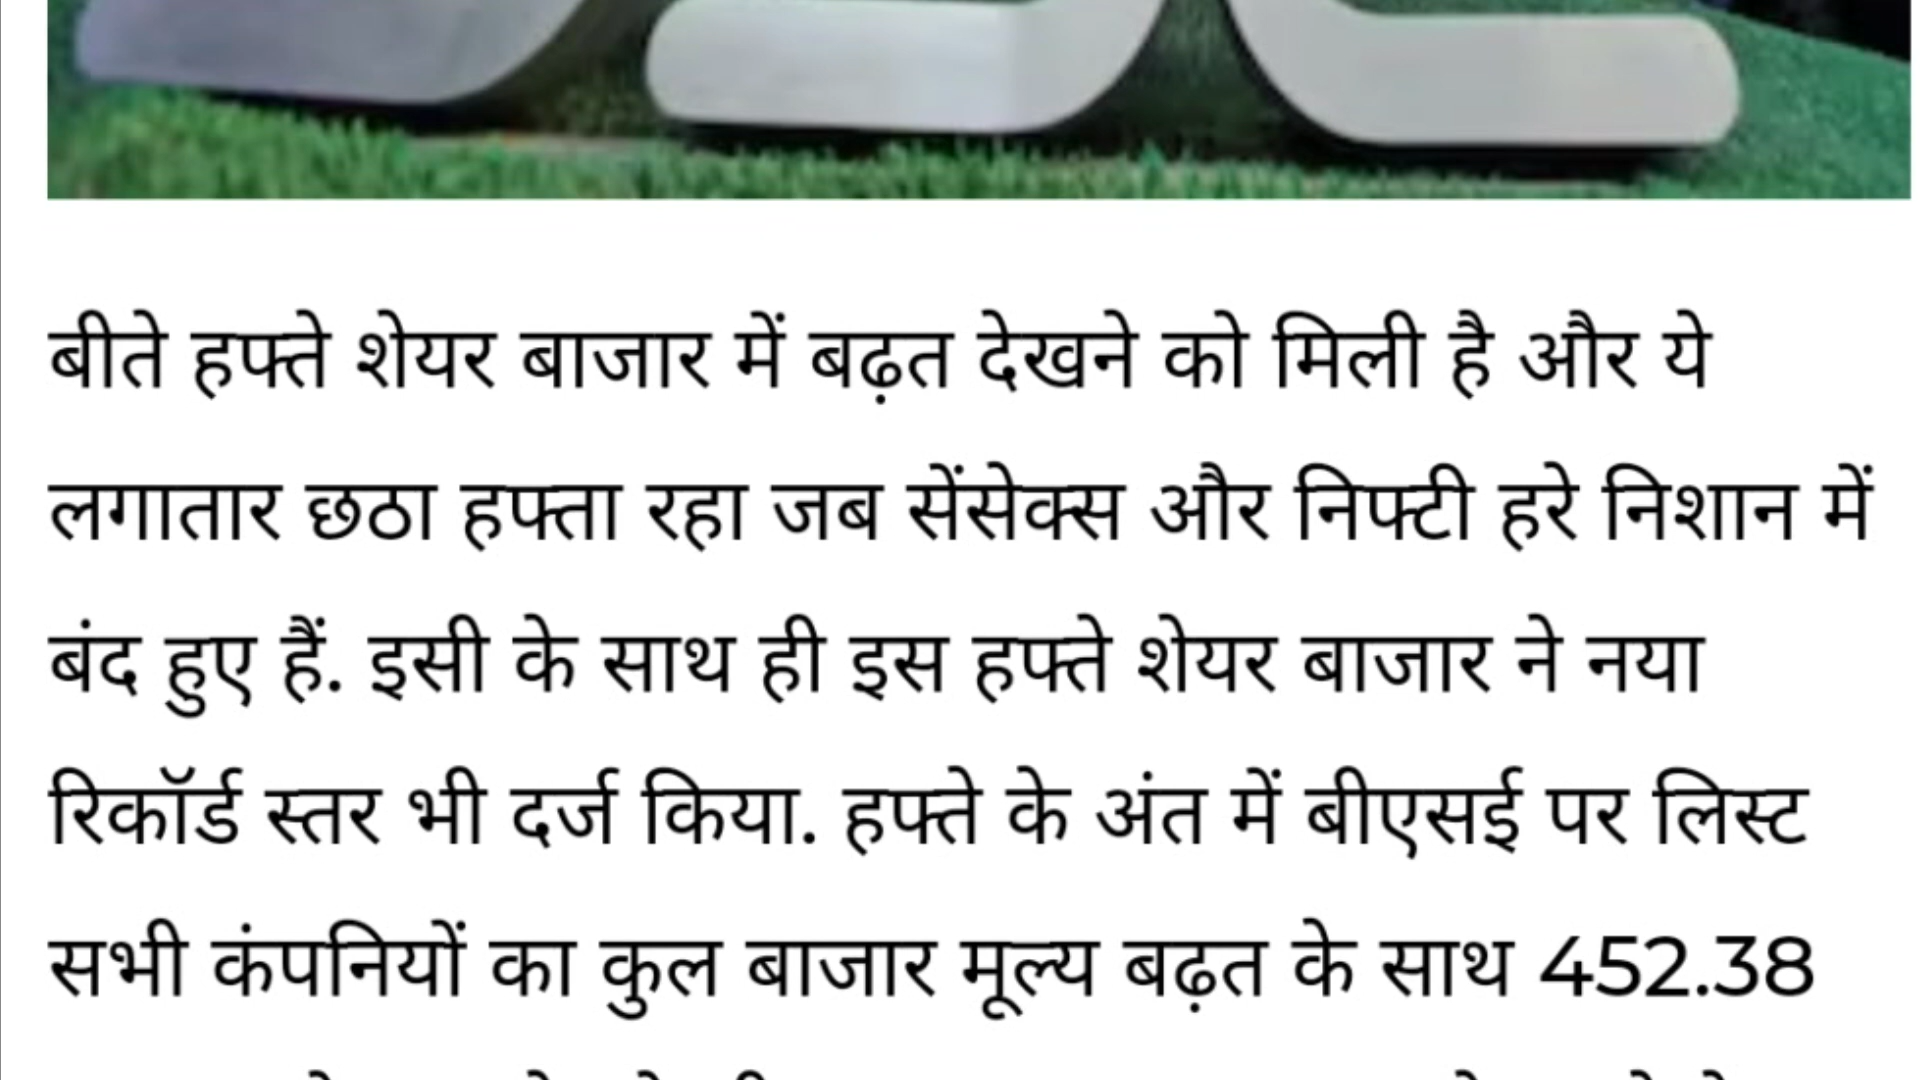 बीते हफ्ते शेयर बाजार में बढ़त देखने को मिली है और ये
लगातार छठा हफ्ता रहा जब सेंसेक्स और निफ्टी हरे निशान में
बंद हुए हैं. इसी के साथ ही इस हफ्ते शेयर बाजार ने नया
रिकॉर्ड स्तर भी दर्ज किया. हफ्ते के अंत में बीएसई पर लिस्ट
सभी कंपनियों का कुल बाजार मूल्य बढ़त के साथ 452.38